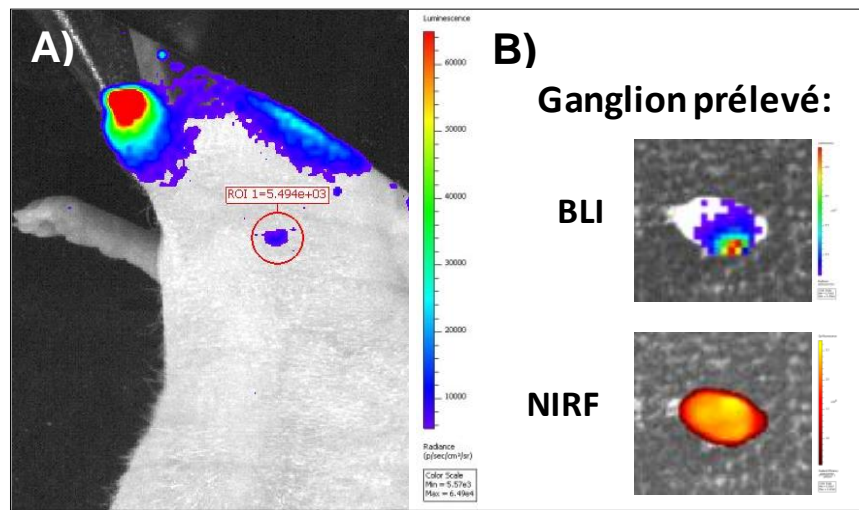 A)
Luminescence
60000
50000
40000
30000
20000
10000
ROI 1=5.494e+03
Radiance
(p/sec/cm²/sr)
Color Scale
Min = 5.57e3
Max = 6.49e4
B)
Ganglion prélevé:
BLI
NIRF